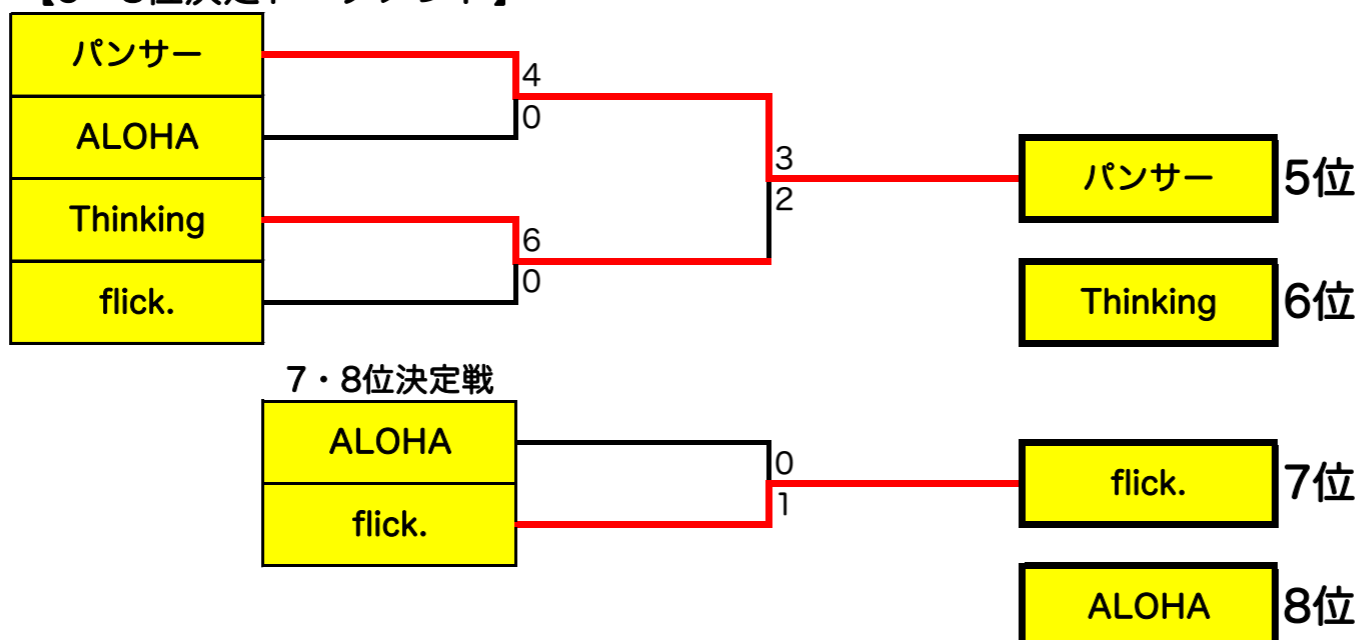 パンサー
4
0
ALOHA
3
2
パンサー 5位
Thinking
6
0
flick.
Thinking 6位
7・8位決定戦
ALOHA
0
1
flick. 7位
flick.
ALOHA 8位